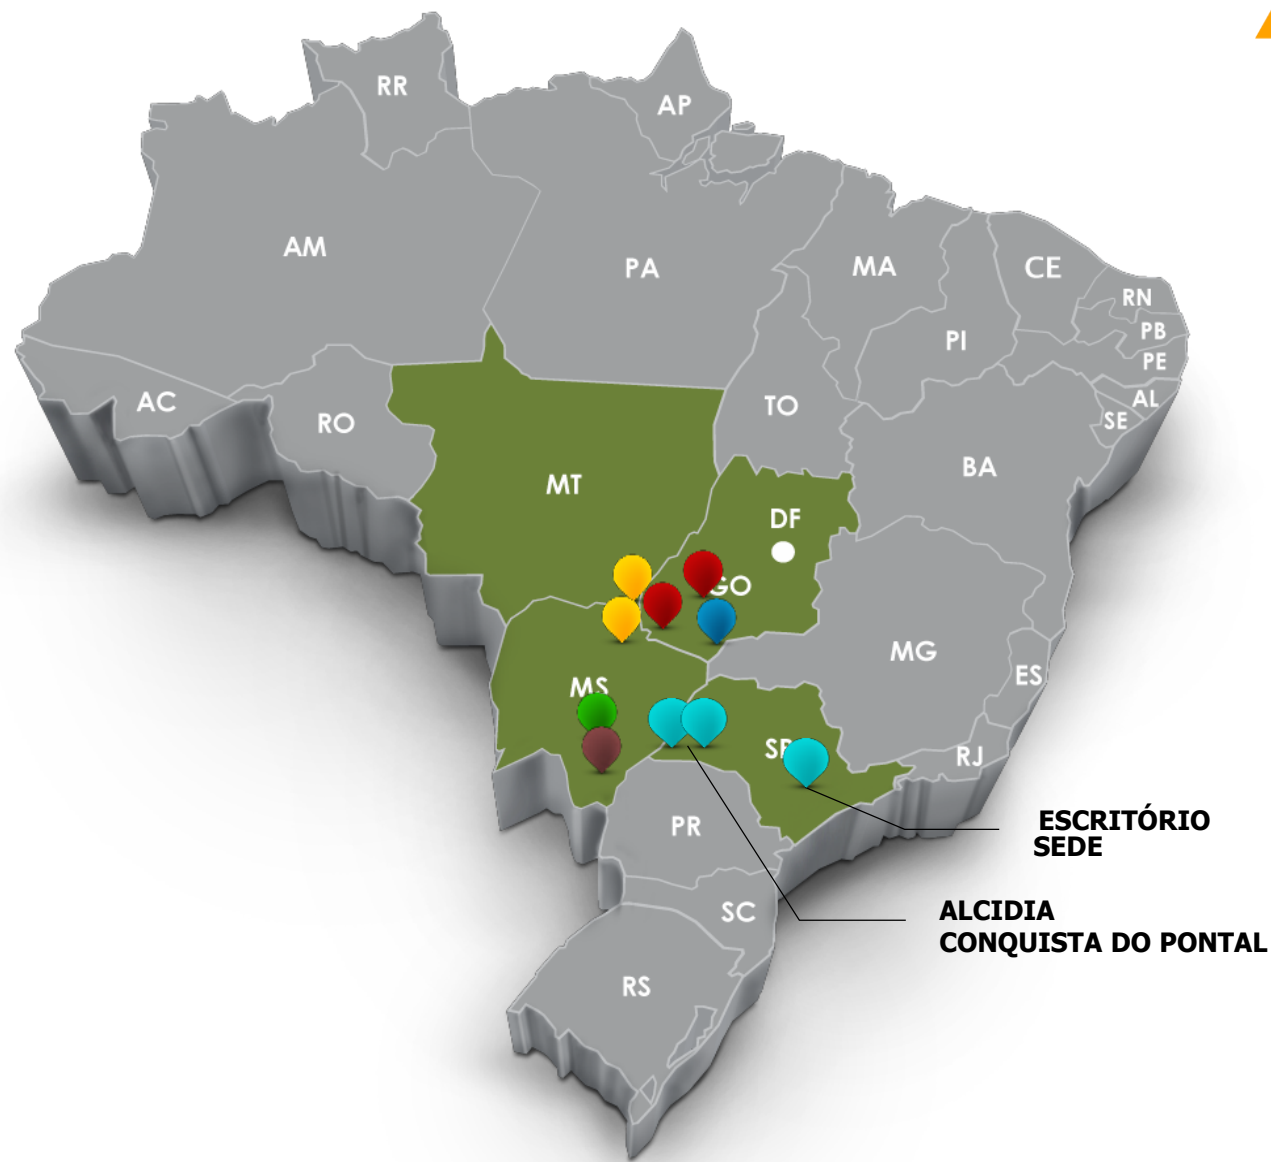 RR
AP
AM
PA
MA
CE
RN
PB
PI
PE
AL
AC
TO
SE
RO
BA
MT
DF
GO
MG
ES
MS
SP
RJ
PR
ESCRITÓRIO
SEDE
ALCIDIA
SC
CONQUISTA DO PONTAL
RS